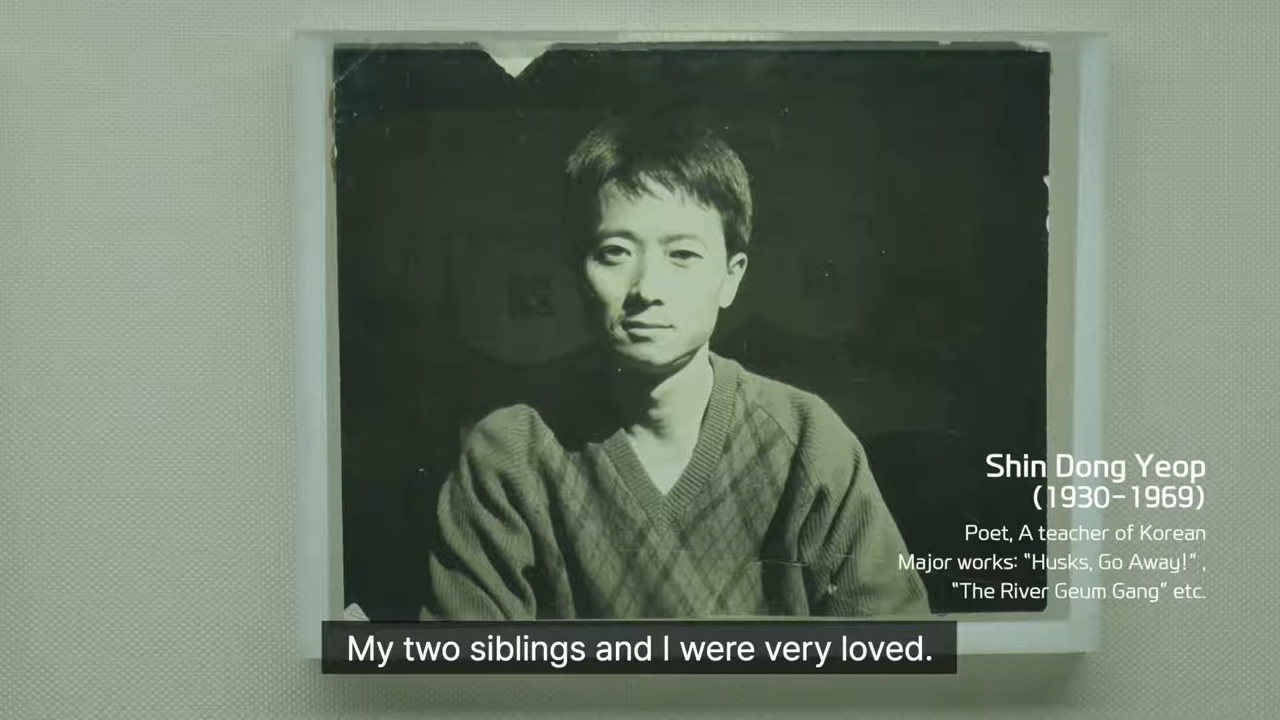 Shin Dong Yeop
(1930-1969)
Poet, A teacher of Korean
Major works: “Husks, Go Away!” ,
“The River Geum Gang” etc.
My two siblings and I were very loved.